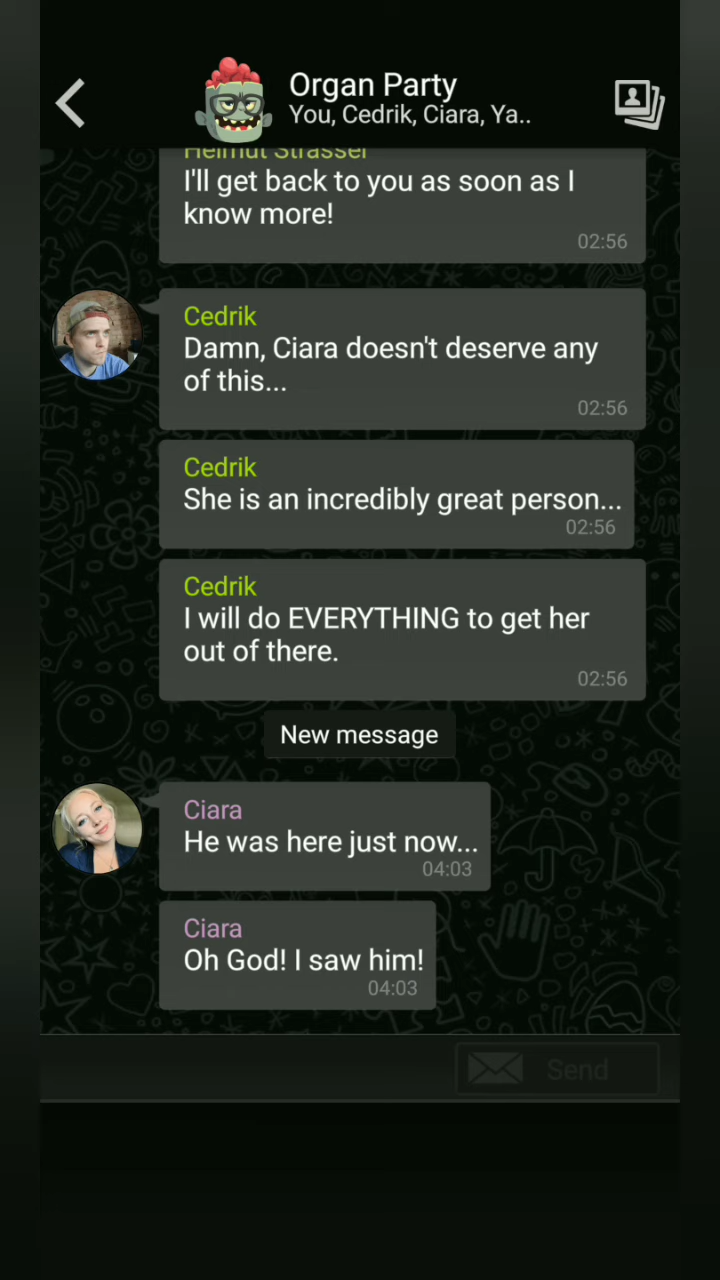 Organ Party
You, Cedrik, Ciara, Ya..
Helmut Strasser
I'll get back to you as soon as I
know more!
02:56
Cedrik
Damn, Ciara doesn't deserve any
of this...
02:56
Cedrik
She is an incredibly great person...
02:56
Cedrik
I will do EVERYTHING to get her
out of there.
02:56
New message
Ciara
He was here just now...
04:03
Ciara
Oh God! I saw him!
04:03
Send